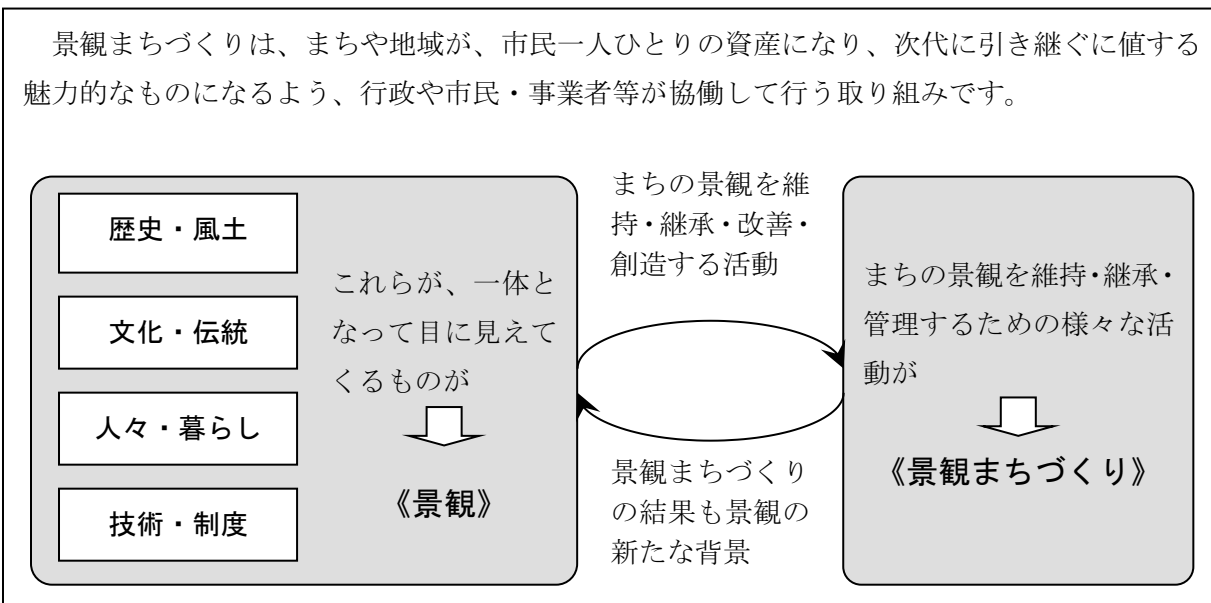 景観まちづくりは、まちや地域が、市民一人ひとりの資産になり、次代に引き継ぐに値する
魅力的なものになるよう、行政や市民・事業者等が協働して行う取り組みです。
歴史・風土
文化・伝統
人々・暮らし
技術・制度
これらが、一体と
なって目に見えて
くるものが
《景観》
まちの景観を維
持・継承・改善・
創造する活動
景観まちづくり
の結果も景観の
新たな背景
まちの景観を維持・継承・
管理するための様々な活
動が
《景観まちづくり》